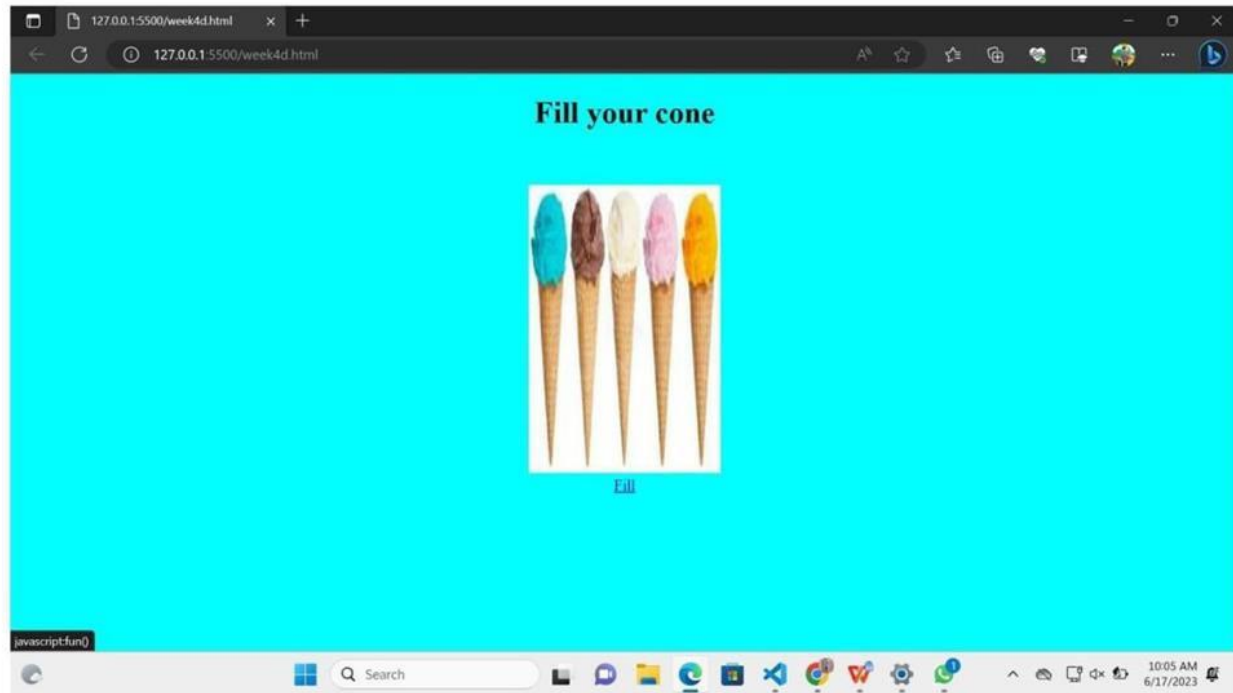 127.0.0.1:5500/week4d.html
127.0.0.1:5500/week4d.html
Fill your cone
Fill
javascript:fun()
Search
10:05 AM
6/17/2023